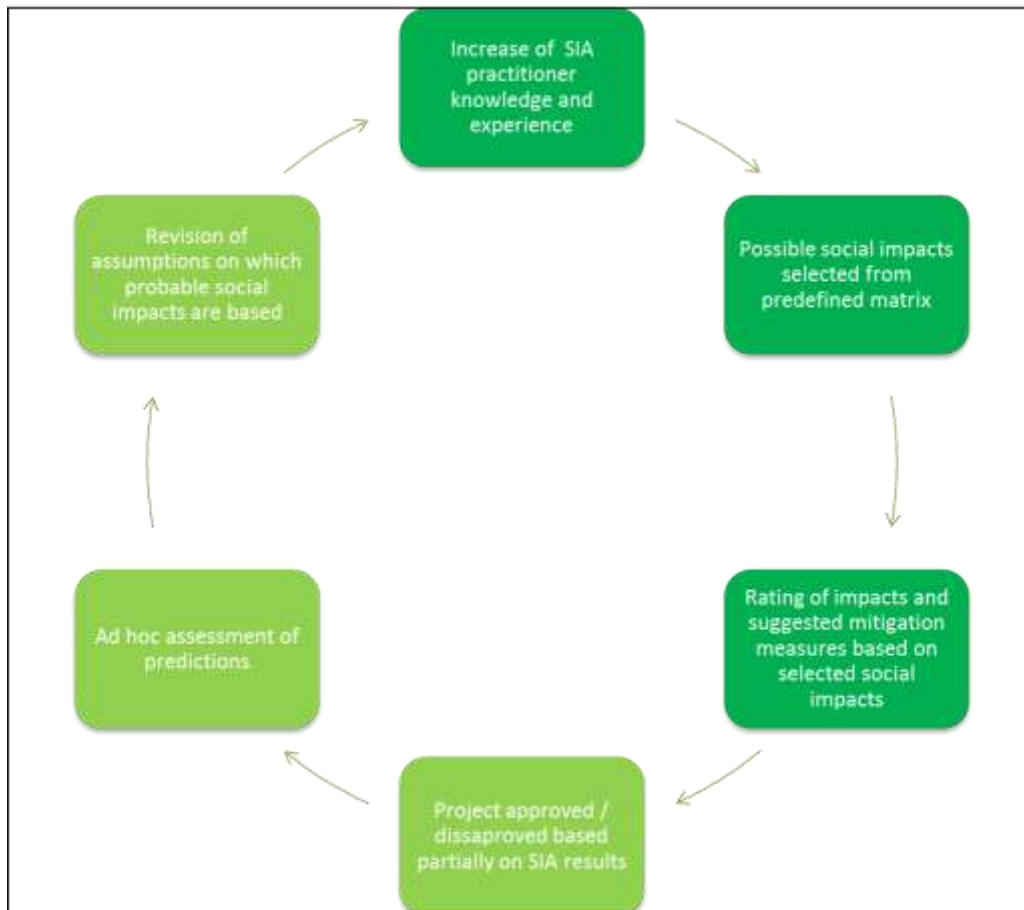 Increase of SIA
practitioner
knowledge and
experience
Possible social impacts
selected from
predefined matrix
Rating of impacts and
suggested mitigation
measures based on
selected social
impacts
Project approved /
dissaproved based
partially on SIA results
Ad hoc assessment of
predictions
Revision of
assumptions on which
probable social
impacts are based